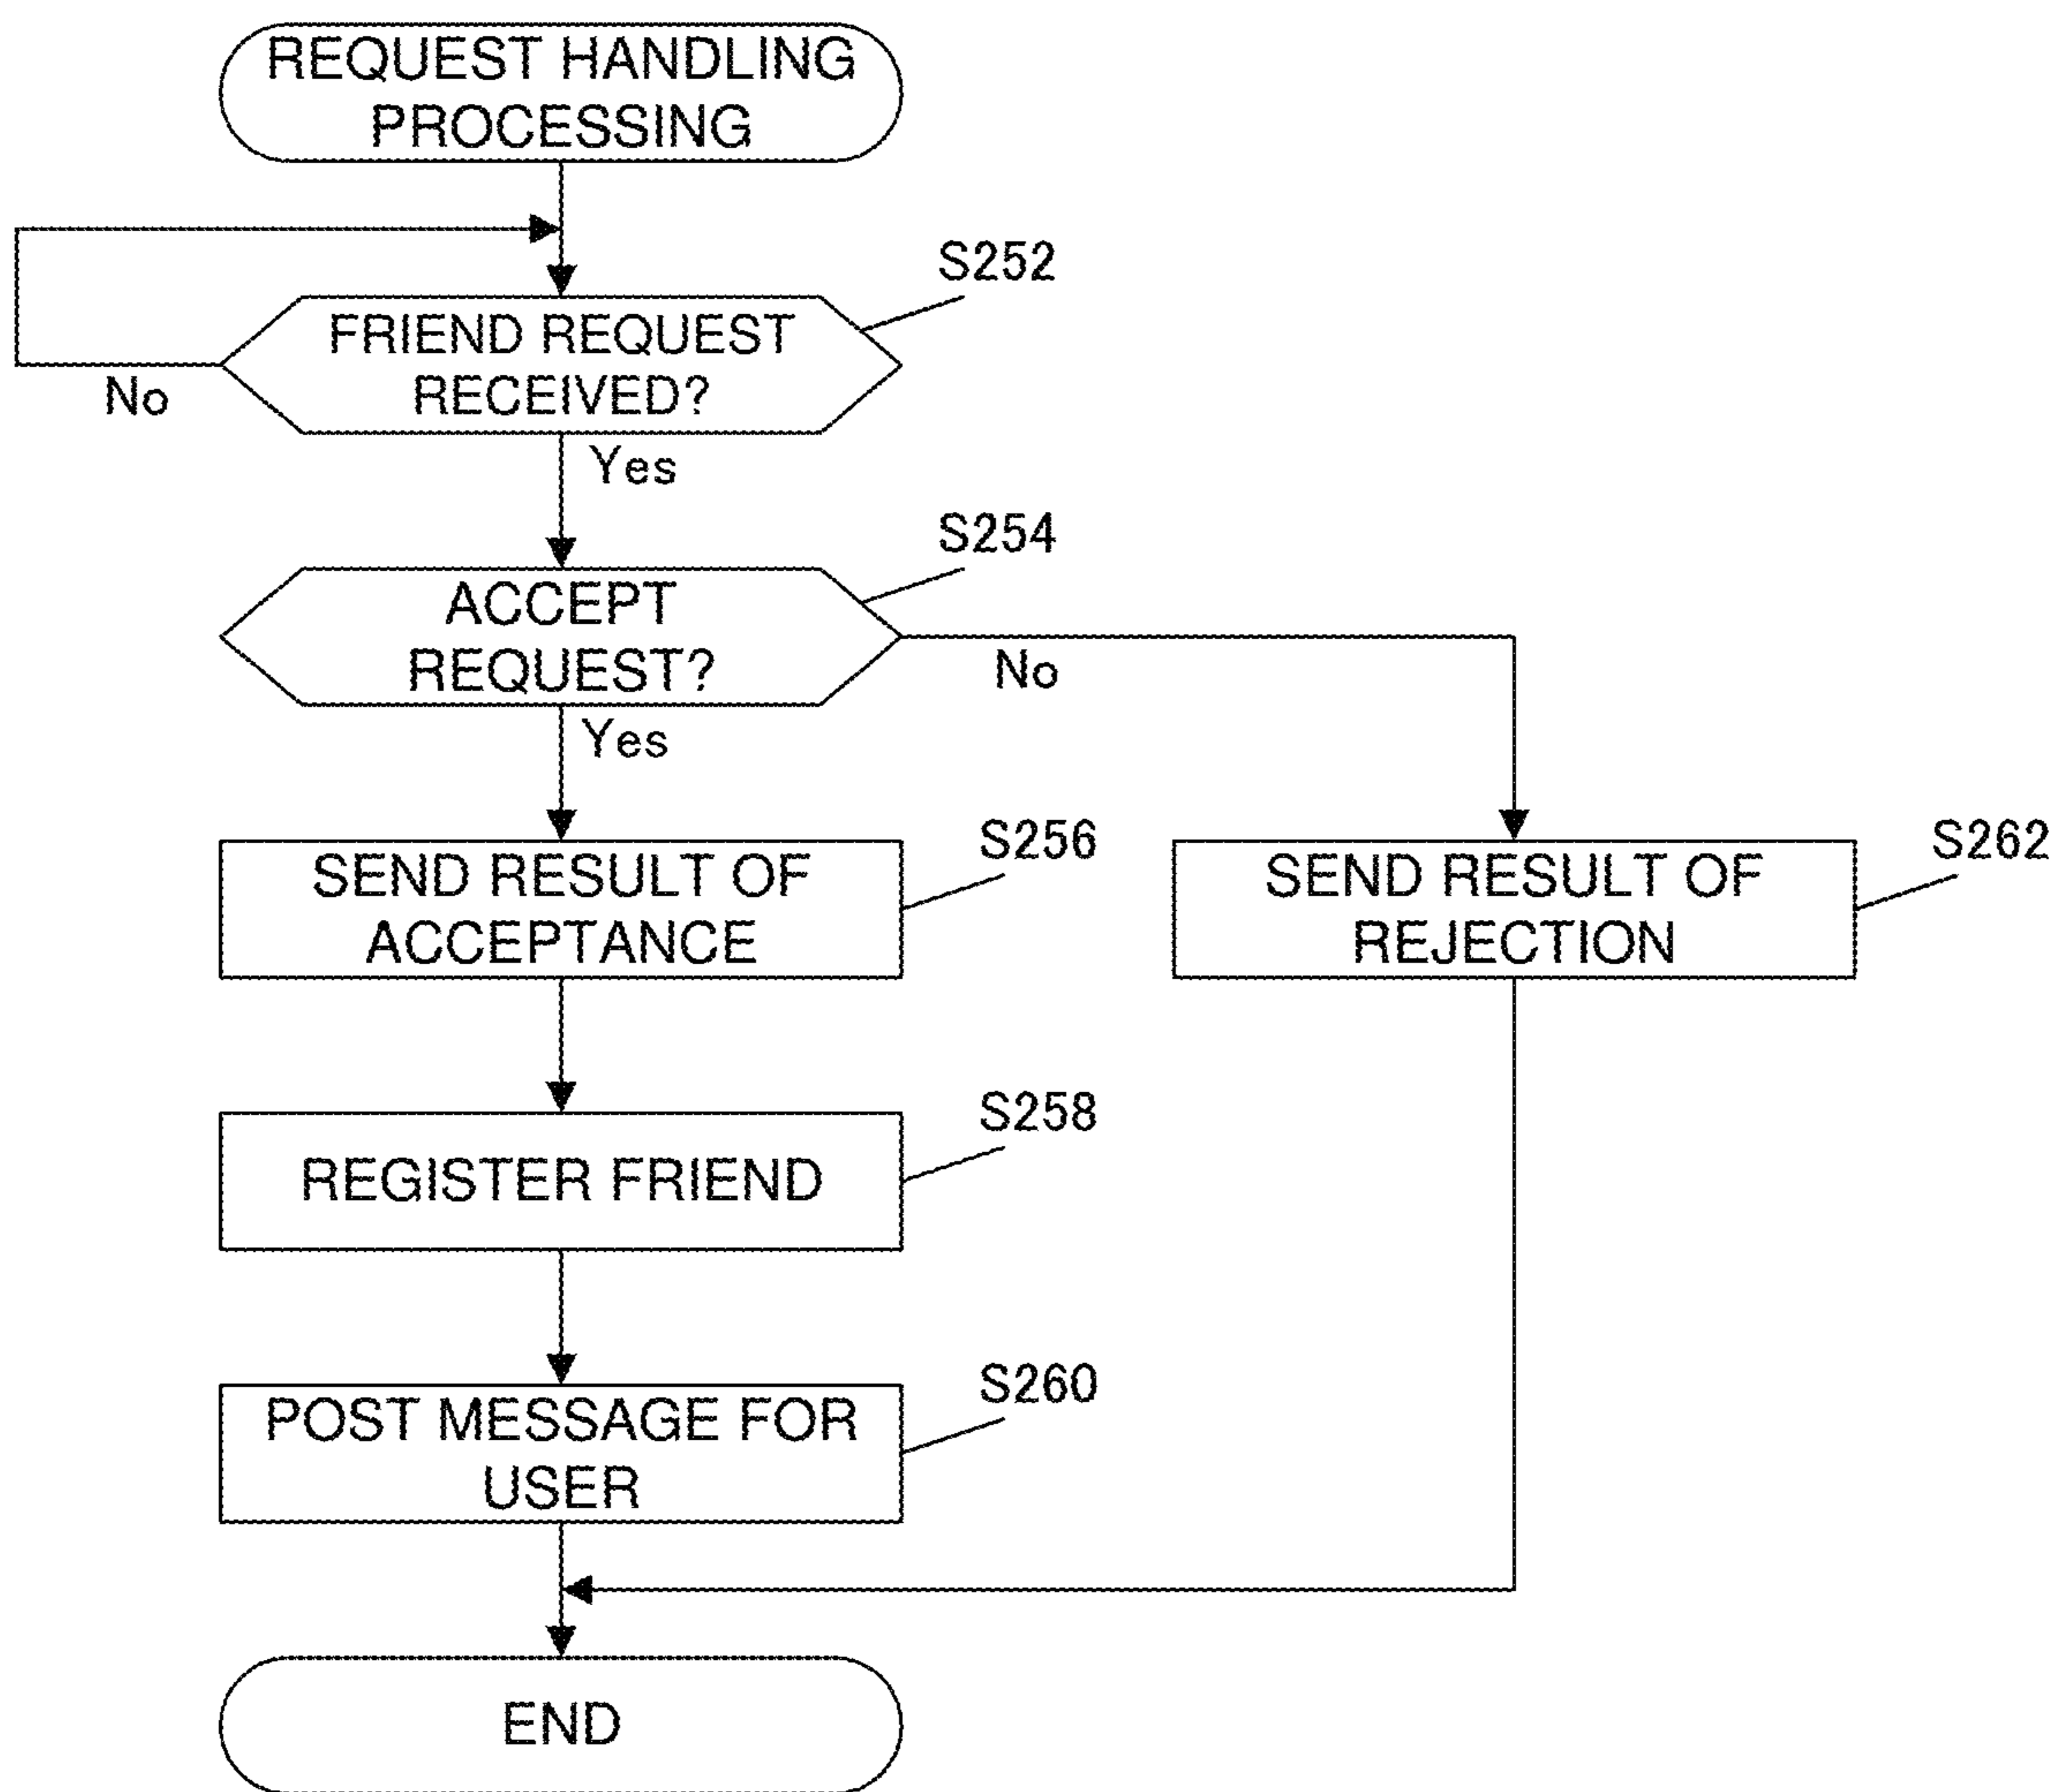 REQUEST HANDLING
PROCESSING
S252
FRIEND REQUEST
RECEIVED?
No
Yes
S254
ACCEPT
REQUEST?
No
Yes
S256
SEND RESULT OF
ACCEPTANCE
S262
SEND RESULT OF
REJECTION
S258
REGISTER FRIEND
S260
POST MESSAGE FOR
USER
END